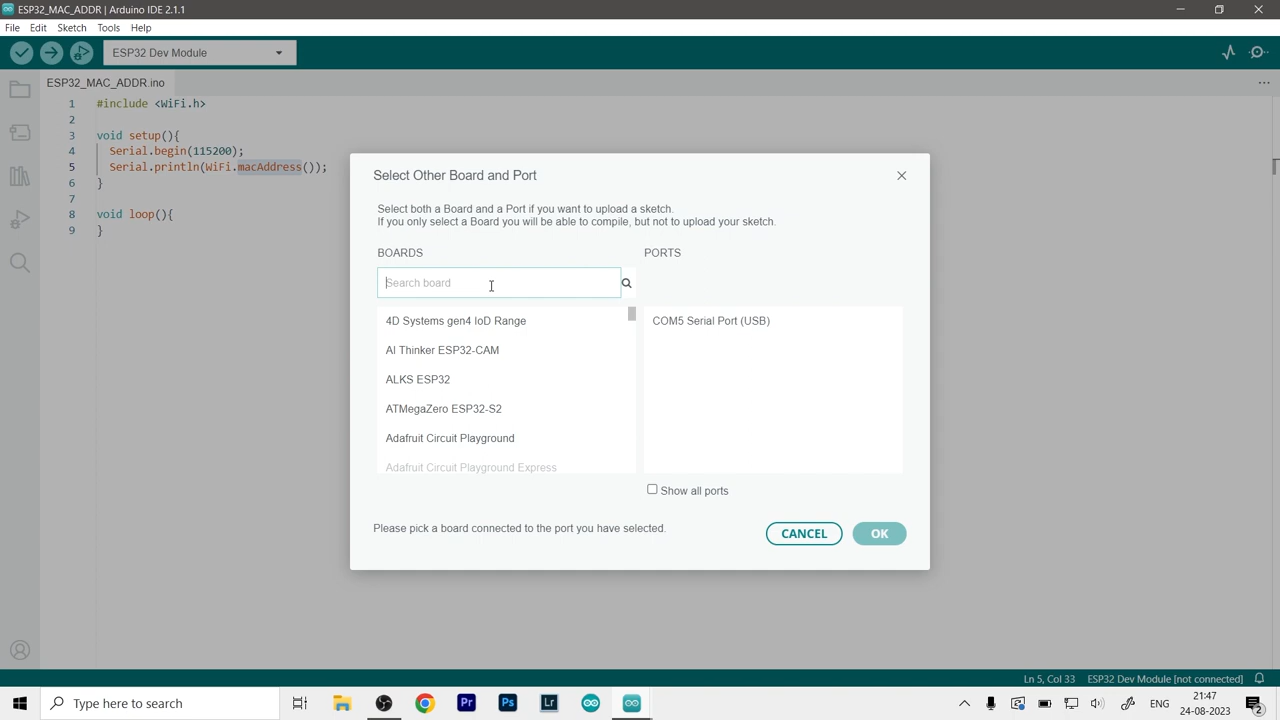 ESP32_MAC_ADDR | Arduino IDE 2.1.1
File Edit Sketch Tools Help
ESP32 Dev Module
ESP32_MAC_ADDR.ino
1 #include <WiFi.h>
2
3 void setup(){
4 Serial.begin(115200);
5 Serial.println(WiFi.macAddress());
6 }
7
8 void loop(){
9 }
Select Other Board and Port
Select both a Board and a Port if you want to upload a sketch.
If you only select a Board you will be able to compile, but not to upload your sketch.
BOARDS
PORTS
Search board
4D Systems gen4 IoD Range
AI Thinker ESP32-CAM
ALKS ESP32
ATMegaZero ESP32-S2
Adafruit Circuit Playground
Adafruit Circuit Playground Express
COM5 Serial Port (USB)
Show all ports
Please pick a board connected to the port you have selected.
CANCEL
OK
Ln 5, Col 33 ESP32 Dev Module [not connected]
Type here to search
Pr
Ps
Lr
ENG
21:47
24-08-2023
2